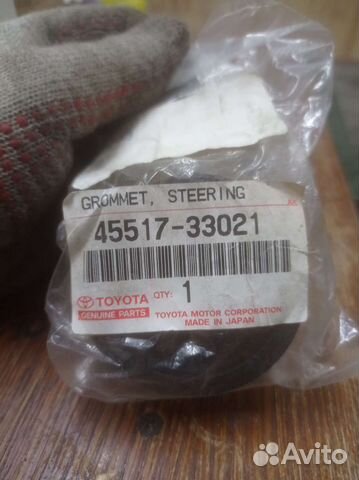 GROMMET, STEERING
45517-33021
TOYOTA
GENUINE PARTS
QTY: 1
TOYOTA MOTOR CORPORATION
MADE IN JAPAN
Avito